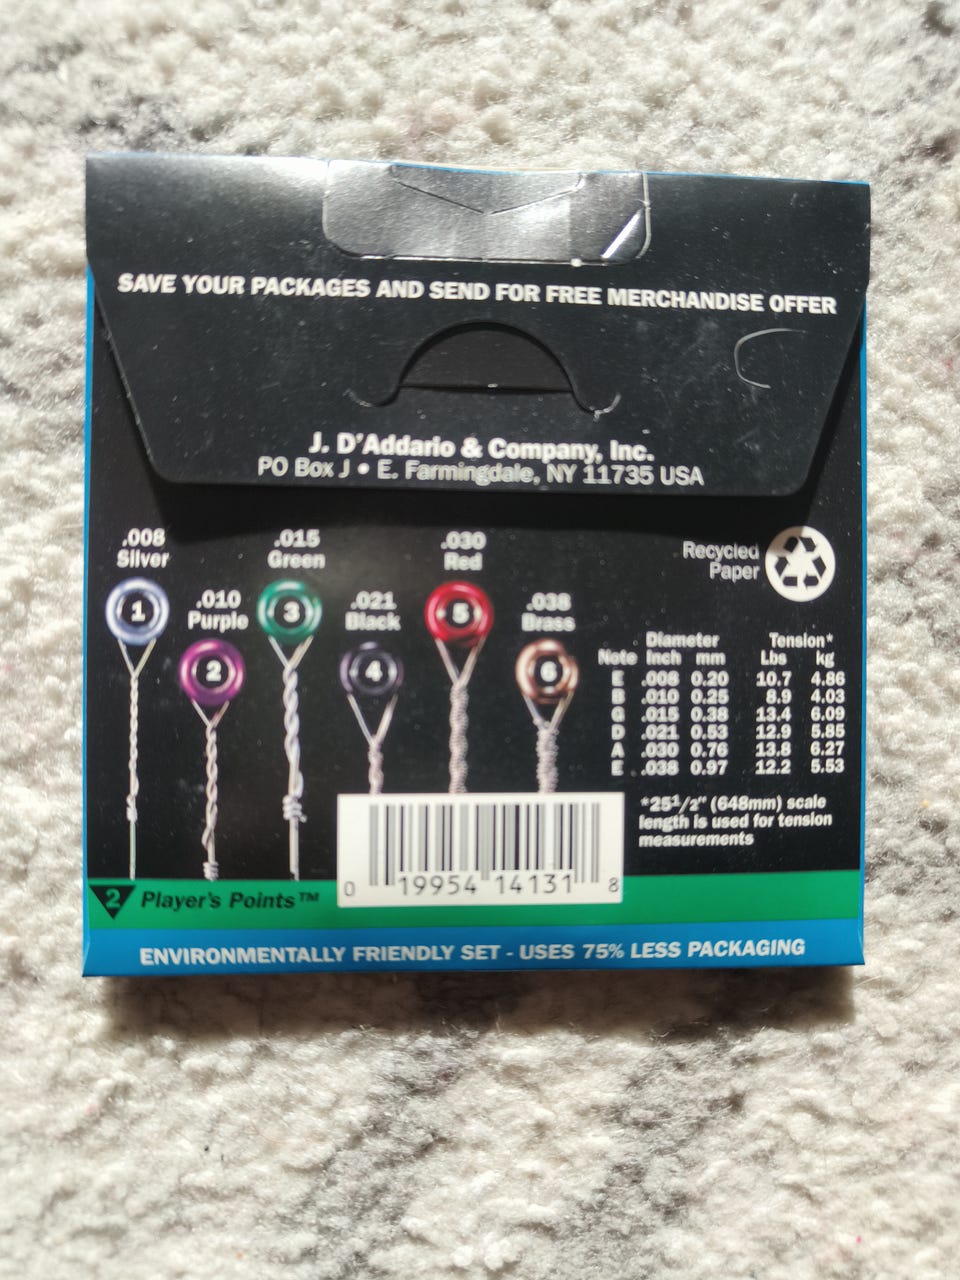 SAVE YOUR PACKAGES AND SEND FOR FREE MERCHANDISE OFFER
J. D'Addario & Company, Inc.
PO Box J • E. Farmingdale, NY 11735 USA
.008
Silver
.010
Purple
.015
Green
.021
Black
.030
Red
.038
Brass
1
2
3
4
5
6
Recycled
Paper
Diameter Tension*
Note Inch mm Lbs kg
E .008 0.20 10.7 4.86
B .010 0.25 8.9 4.03
G .015 0.38 13.4 6.09
D .021 0.53 12.9 5.85
A .030 0.76 13.8 6.27
E .038 0.97 12.2 5.53
*25 1/2" (648mm) scale
length is used for tension
measurements
0 19954 14131 8
2 Player's Points™
ENVIRONMENTALLY FRIENDLY SET - USES 75% LESS PACKAGING